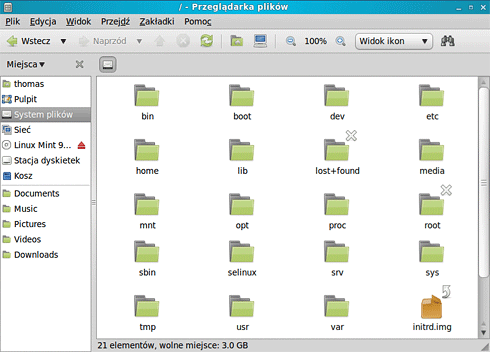 / - Przeglądarka plików
Plik Edycja Widok Przejdź Zakładki Pomoc
Wstecz Naprzód 100% Widok ikon
Miejsca
thomas
Pulpit
System plików
Sieć
Linux Mint 9...
Stacja dyskietek
Kosz
Documents
Music
Pictures
Videos
Downloads
bin boot dev etc
home lib lost+found media
mnt opt proc root
sbin selinux srv sys
tmp usr var initrd.img
21 elementów, wolne miejsce: 3.0 GB